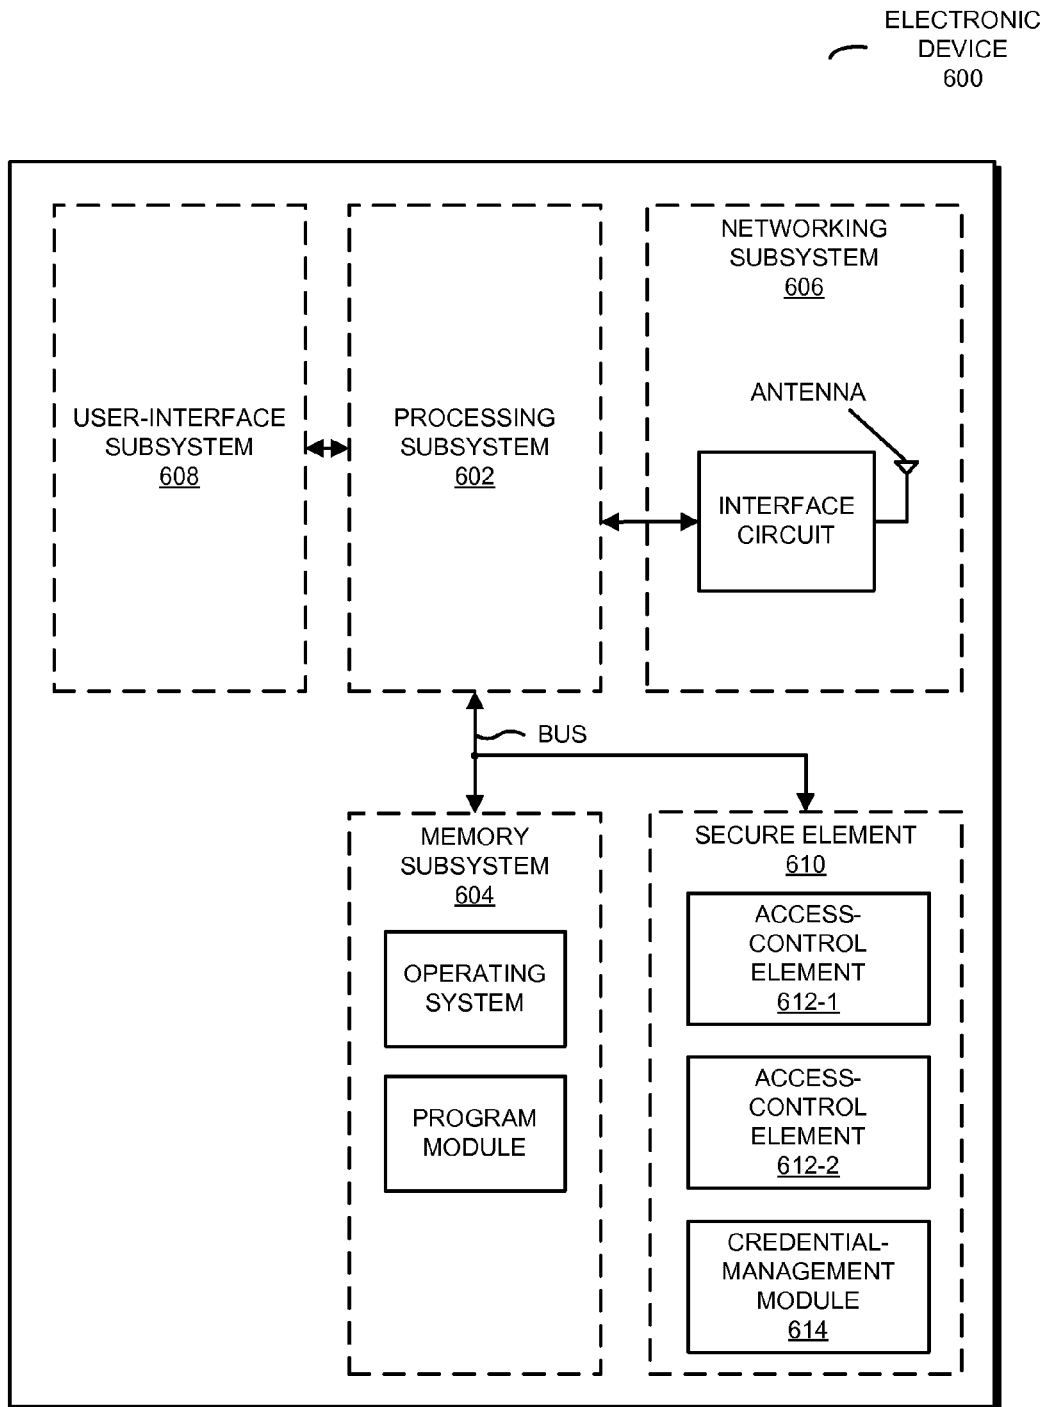 ELECTRONIC
DEVICE
600
USER-INTERFACE
SUBSYSTEM
608
PROCESSING
SUBSYSTEM
602
NETWORKING
SUBSYSTEM
606
ANTENNA
INTERFACE
CIRCUIT
BUS
MEMORY
SUBSYSTEM
604
OPERATING
SYSTEM
PROGRAM
MODULE
SECURE ELEMENT
610
ACCESS-
CONTROL
ELEMENT
612-1
ACCESS-
CONTROL
ELEMENT
612-2
CREDENTIAL-
MANAGEMENT
MODULE
614